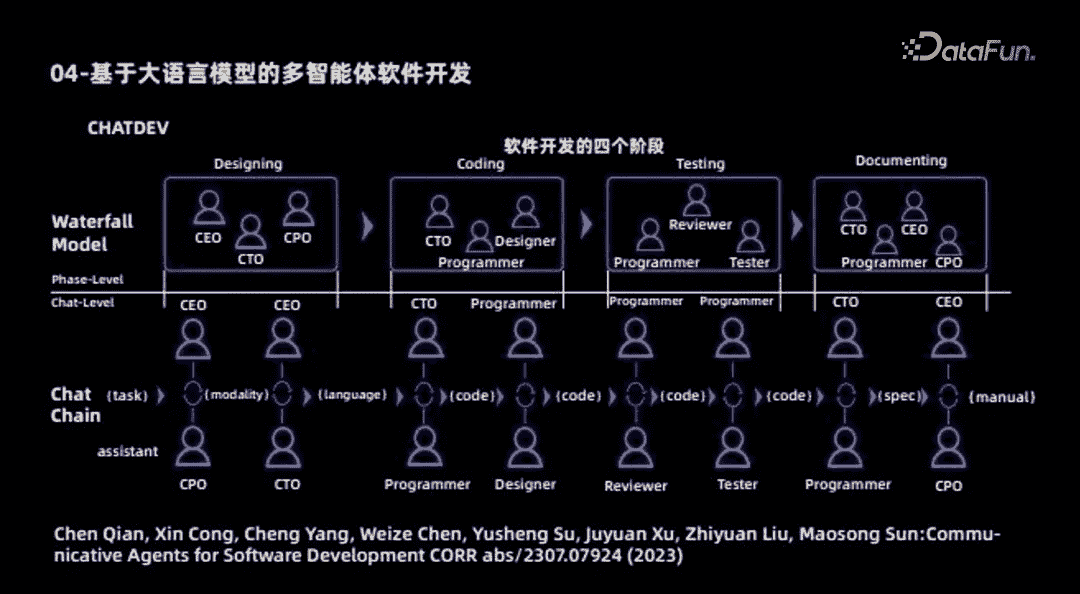 DataFun.
04-基于大语言模型的多智能体软件开发
CHATDEV
软件开发的四个阶段
Designing Coding Testing Documenting
Waterfall
Model
CEO CPO
CTO
CTO Designer
Programmer
Reviewer
Programmer Tester
CTO CEO
Programmer CPO
Phase-Level
Chat-Level
CEO CEO CTO Programmer Programmer Programmer CTO CEO
Chat
Chain
(task) (modality) (language) (code) (code) (code) (code) (spec) (manual)
assistant
CPO CTO Programmer Designer Reviewer Tester Programmer CPO
Chen Qian, Xin Cong, Cheng Yang, Weize Chen, Yusheng Su, Juyuan Xu, Zhiyuan Liu, Maosong Sun:Commu-
nicative Agents for Software Development CORR abs/2307.07924 (2023)